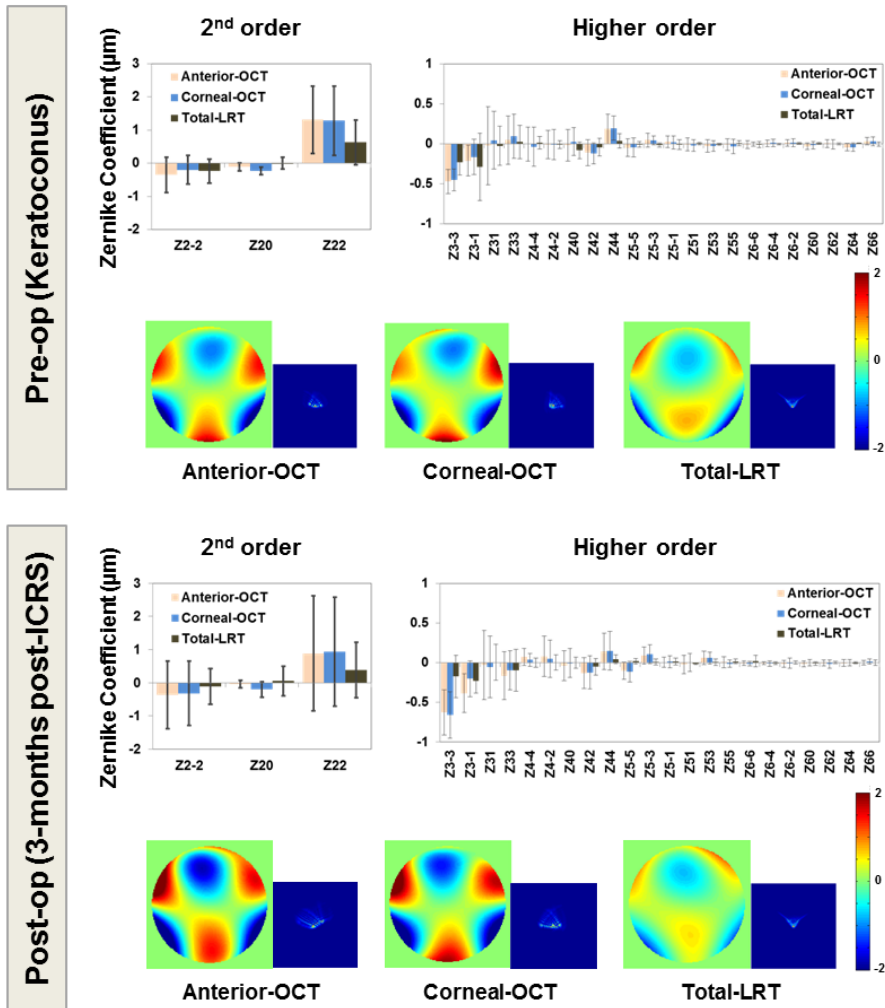 Pre-op (Keratoconus)
2nd order
Higher order
Zernike Coefficient (µm)
3
2
1
0
-1
-2
Anterior-OCT
Corneal-OCT
Total-LRT
Z2-2 Z20 Z22
1
0.5
0
-0.5
-1
Anterior-OCT
Corneal-OCT
Total-LRT
Z3-3 Z3-1 Z31 Z33 Z4-4 Z4-2 Z40 Z42 Z44 Z5-5 Z5-3 Z5-1 Z51 Z53 Z55 Z6-6 Z6-4 Z6-2 Z60 Z62 Z64 Z66
2
0
-2
Anterior-OCT Corneal-OCT Total-LRT
Post-op (3-months post-ICRS)
2nd order
Higher order
Zernike Coefficient (µm)
3
2
1
0
-1
-2
Anterior-OCT
Corneal-OCT
Total-LRT
Z2-2 Z20 Z22
1
0.5
0
-0.5
-1
Anterior-OCT
Corneal-OCT
Total-LRT
Z3-3 Z3-1 Z31 Z33 Z4-4 Z4-2 Z40 Z42 Z44 Z5-5 Z5-3 Z5-1 Z51 Z53 Z55 Z6-6 Z6-4 Z6-2 Z60 Z62 Z64 Z66
2
0
-2
Anterior-OCT Corneal-OCT Total-LRT